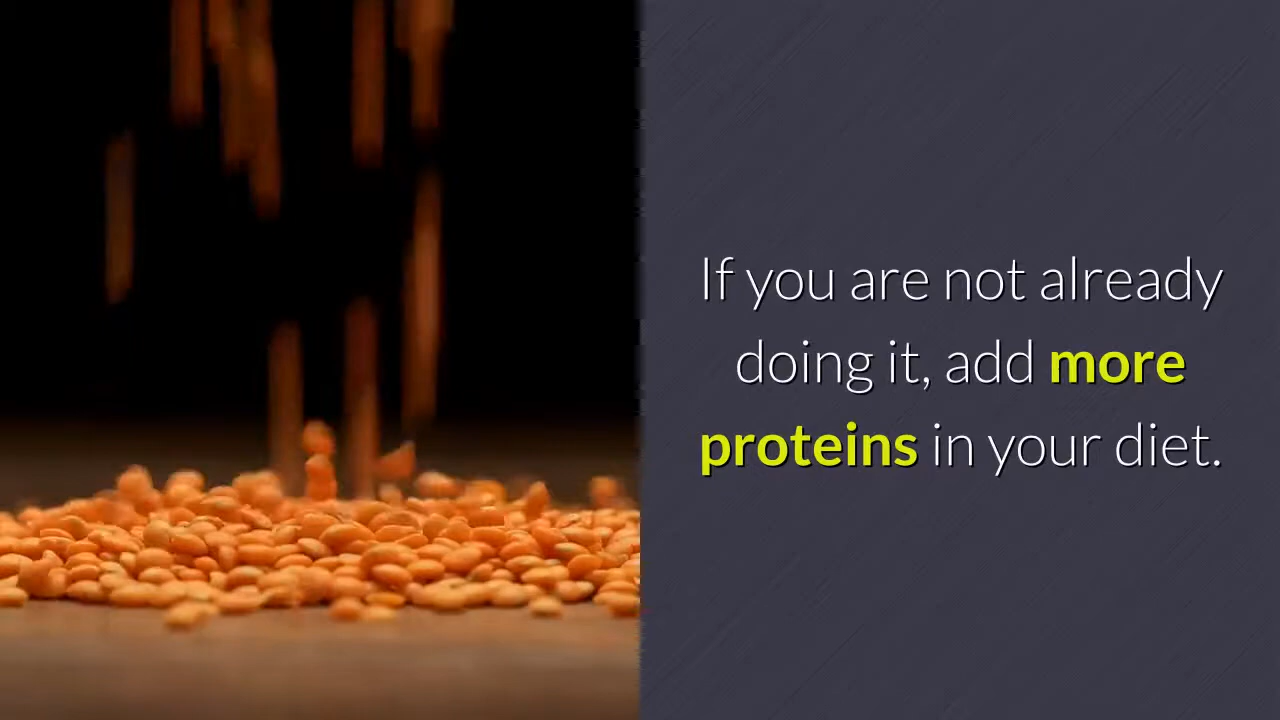 If you are not already
doing it, add more
proteins in your diet.